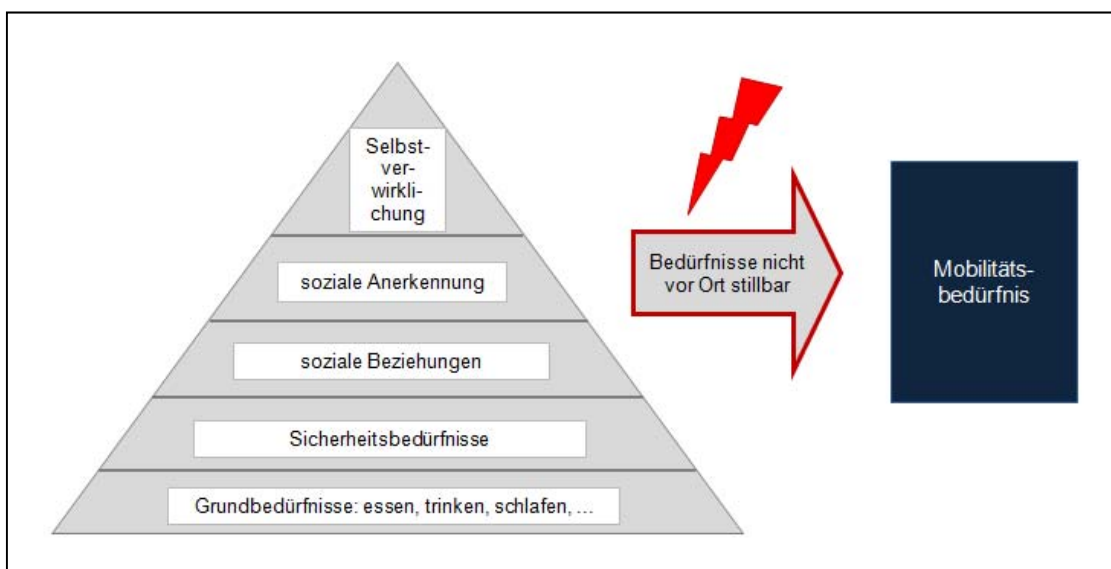 Selbst-
ver-
wirkli-
chung
soziale Anerkennung
soziale Beziehungen
Sicherheitsbedürfnisse
Grundbedürfnisse: essen, trinken, schlafen, ...
Bedürfnisse nicht
vor Ort stillbar
Mobilitäts-
bedürfnis